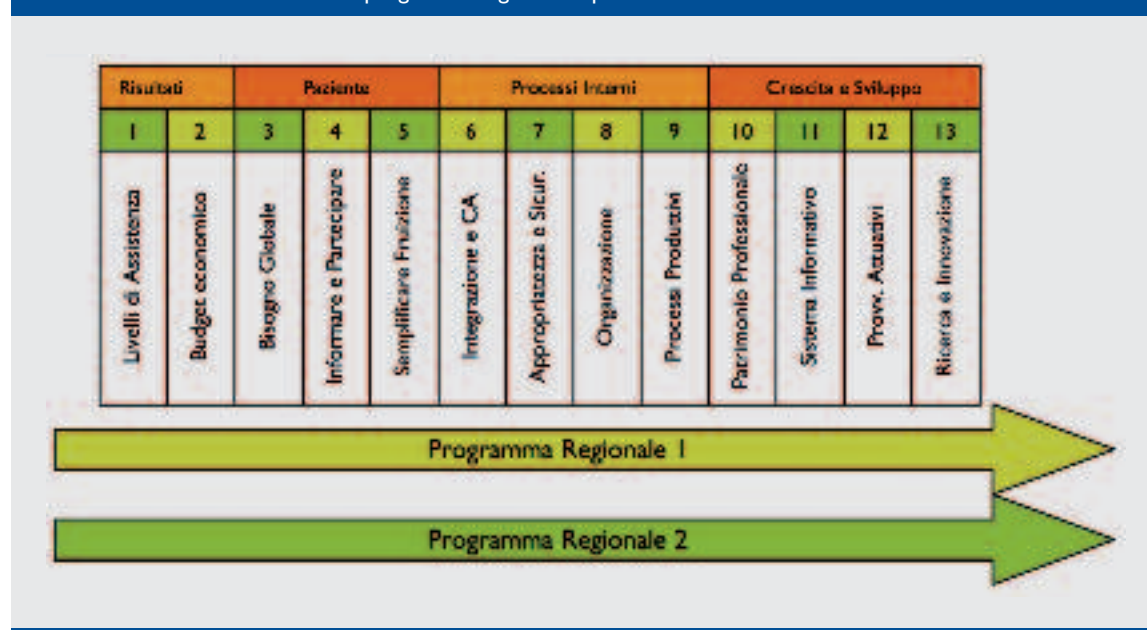 Risultati Paziente Processi Interni Crescita e Sviluppo
1 2 3 4 5 6 7 8 9 10 11 12 13
Livelli di Assistenza
Budget economico
Bisogno Globale
Informare e Partecipare
Semplificare Fruizione
Integrazione e CA
Appropriatezza e Sicur.
Organizzazione
Processi Produttivi
Patrimonio Professionale
Sistema Informativo
Provv. Attuativi
Ricerca e Innovazione
Programma Regionale 1
Programma Regionale 2